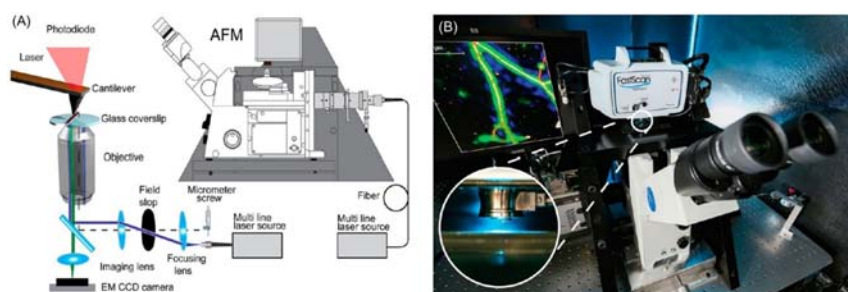 (A)
Photodiode
Laser
Cantilever
Glass coverslip
Objective
Field
stop
Micrometer
screw
Multi line
laser source
Imaging lens
Focusing
lens
EM CCD camera
AFM
Fiber
Multi line
laser source
(B)
FastScan